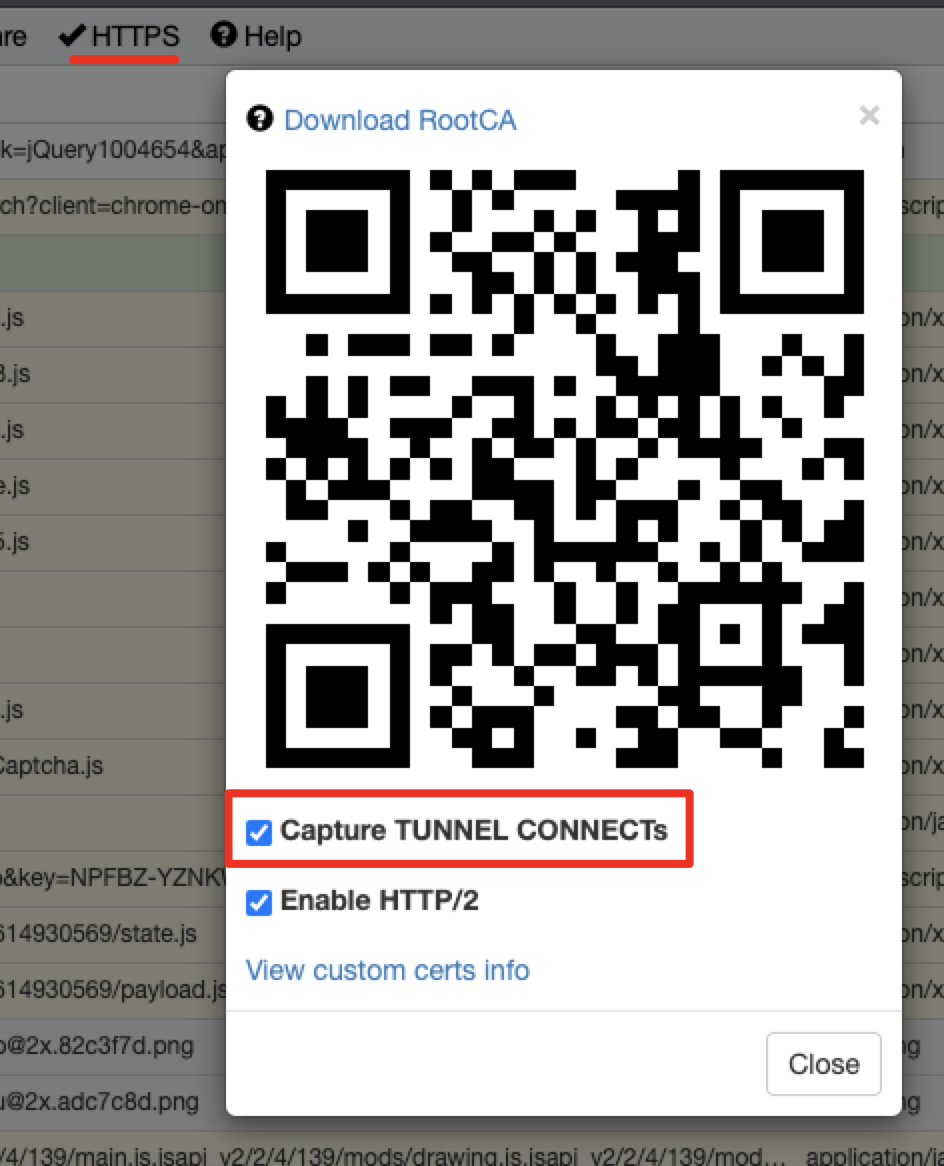 HTTPS
Help
Download RootCA
×
k=jQuery1004654&ap
ch?client=chrome-on
scrip
.js
on/x
3.js
on/x
.js
on/x
e.js
on/x
5.js
on/x
on/x
on/x
.js
on/x
Captcha.js
on/x
Capture TUNNEL CONNECTs
on/ja
&key=NPFBZ-YZNKV
scrip
Enable HTTP/2
614930569/state.js
on/x
View custom certs info
614930569/payload.js
on/x
o@2x.82c3f7d.png
ng
Close
u@2x.adc7c8d.png
ng
/4/139/main.js,jsapi_v2/2/4/139/mods/drawing.js,jsapi_v2/2/4/139/mod... application/ja